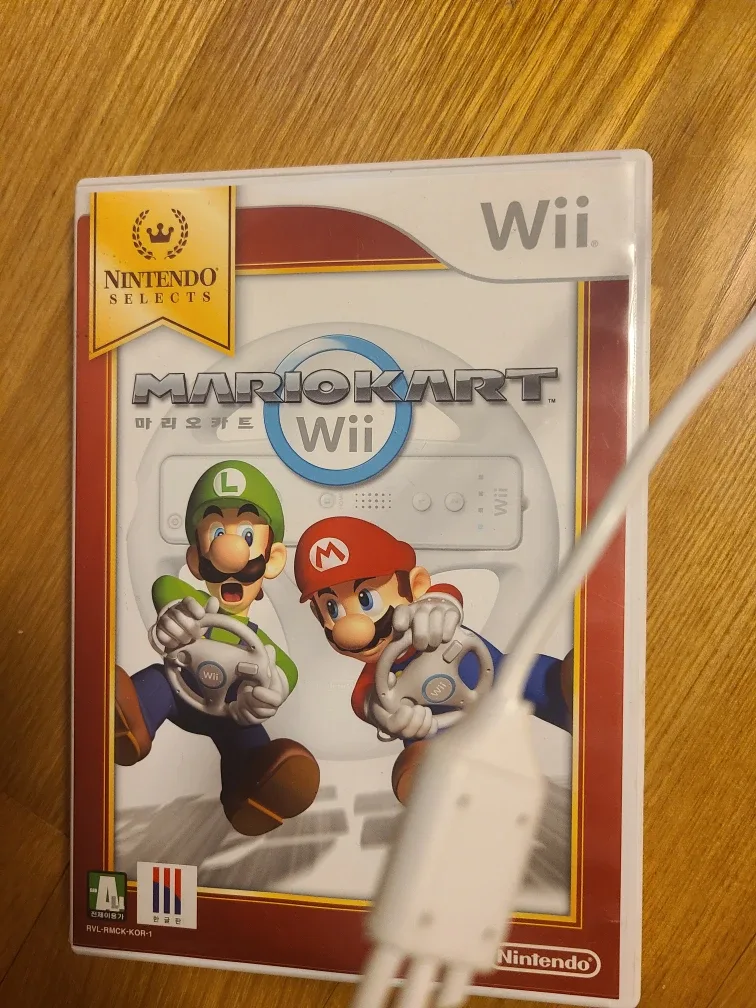 Wii
NINTENDO
SELECTS
MARIOKART
마리오카트
Wii
Wii
L
M
Wii
Wii
A
전체이용가
한글판
RVL-RMCK-KOR-1
Nintendo